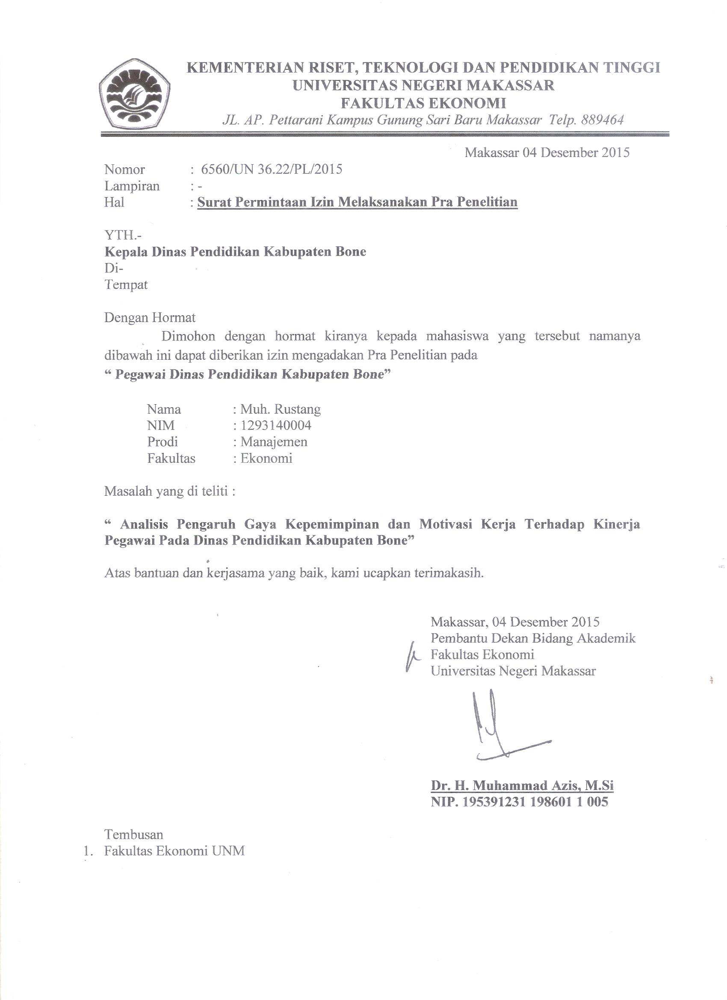 KEMENTERIAN RISET, TEKNOLOGI DAN PENDIDIKAN TINGGI
UNIVERSITAS NEGERI MAKASSAR
FAKULTAS EKONOMI
JL. AP. Pettarani Kampus Gunung Sari Baru Makassar Telp. 889464
Makassar 04 Desember 2015
Nomor : 6560/UN 36.22/PL/2015
Lampiran : -
Hal : Surat Permintaan Izin Melaksanakan Pra Penelitian
YTH.-
Kepala Dinas Pendidikan Kabupaten Bone
Di-
Tempat
Dengan Hormat
Dimohon dengan hormat kiranya kepada mahasiswa yang tersebut namanya
dibawah ini dapat diberikan izin mengadakan Pra Penelitian pada
“ Pegawai Dinas Pendidikan Kabupaten Bone”
Nama : Muh. Rustang
NIM : 1293140004
Prodi : Manajemen
Fakultas : Ekonomi
Masalah yang di teliti :
“ Analisis Pengaruh Gaya Kepemimpinan dan Motivasi Kerja Terhadap Kinerja
Pegawai Pada Dinas Pendidikan Kabupaten Bone”
Atas bantuan dan kerjasama yang baik, kami ucapkan terimakasih.
Makassar, 04 Desember 2015
Pembantu Dekan Bidang Akademik
Fakultas Ekonomi
Universitas Negeri Makassar
Dr. H. Muhammad Azis, M.Si
NIP. 195391231 198601 1 005
Tembusan
1. Fakultas Ekonomi UNM